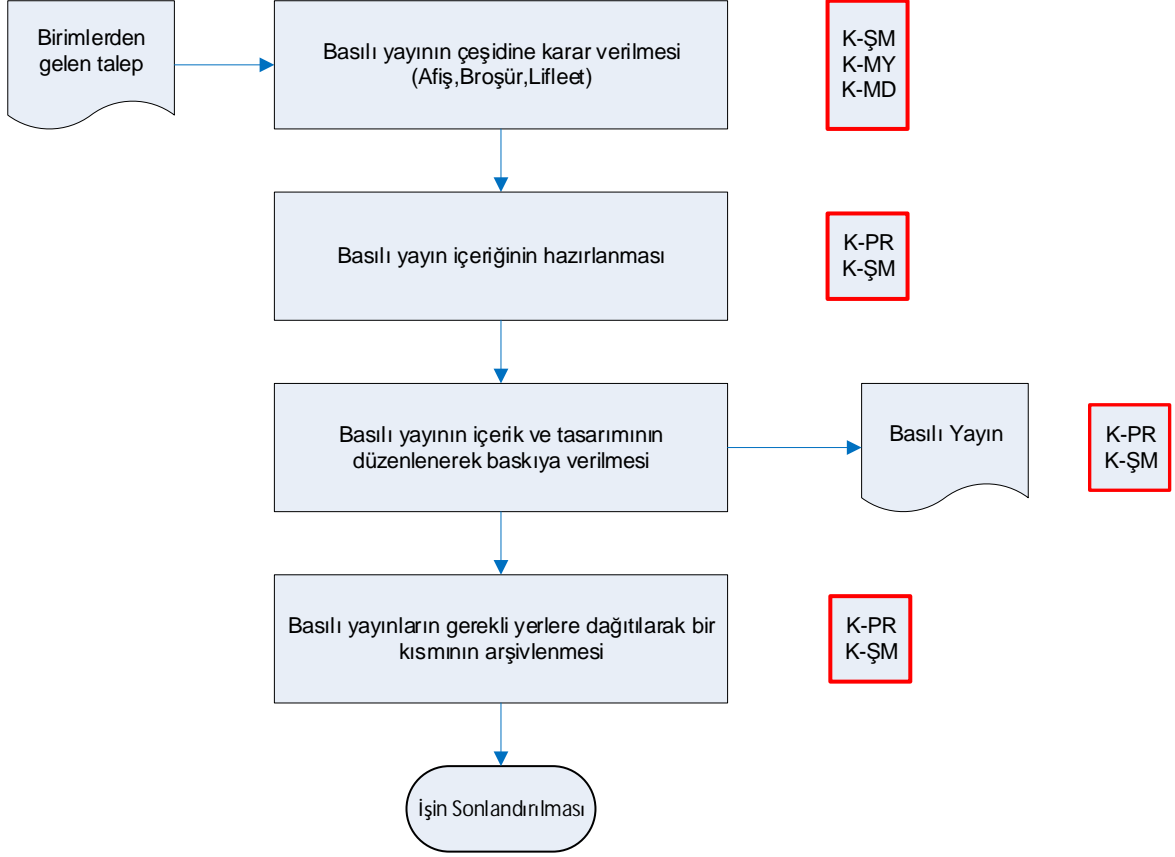 Birimlerden
gelen talep
Basılı yayının çeşidine karar verilmesi
(Afiş,Broşür,Lifleet)
K-ŞM
K-MY
K-MD
Basılı yayın içeriğinin hazırlanması
K-PR
K-ŞM
Basılı yayının içerik ve tasarımının
düzenlenerek baskıya verilmesi
Basılı Yayın
K-PR
K-ŞM
Basılı yayınların gerekli yerlere dağıtılarak bir
kısmının arşivlenmesi
K-PR
K-ŞM
İşin Sonlandırılması